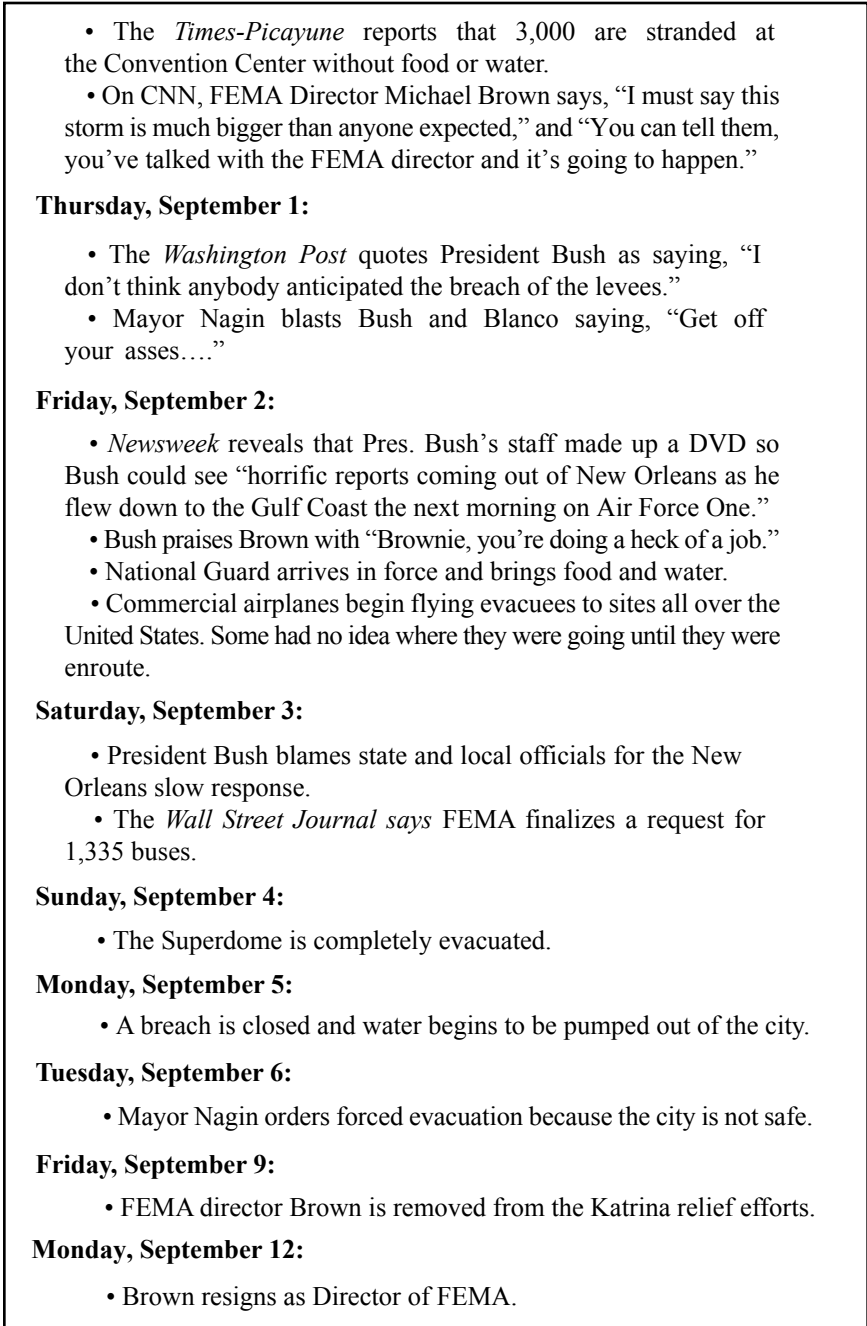 • The Times-Picayune reports that 3,000 are stranded at
the Convention Center without food or water.
• On CNN, FEMA Director Michael Brown says, “I must say this
storm is much bigger than anyone expected,” and “You can tell them,
you’ve talked with the FEMA director and it’s going to happen.”
Thursday, September 1:
• The Washington Post quotes President Bush as saying, “I
don’t think anybody anticipated the breach of the levees.”
• Mayor Nagin blasts Bush and Blanco saying, “Get off
your asses….”
Friday, September 2:
• Newsweek reveals that Pres. Bush’s staff made up a DVD so
Bush could see “horrific reports coming out of New Orleans as he
flew down to the Gulf Coast the next morning on Air Force One.”
• Bush praises Brown with “Brownie, you’re doing a heck of a job.”
• National Guard arrives in force and brings food and water.
• Commercial airplanes begin flying evacuees to sites all over the
United States. Some had no idea where they were going until they were
enroute.
Saturday, September 3:
• President Bush blames state and local officials for the New
Orleans slow response.
• The Wall Street Journal says FEMA finalizes a request for
1,335 buses.
Sunday, September 4:
• The Superdome is completely evacuated.
Monday, September 5:
• A breach is closed and water begins to be pumped out of the city.
Tuesday, September 6:
• Mayor Nagin orders forced evacuation because the city is not safe.
Friday, September 9:
• FEMA director Brown is removed from the Katrina relief efforts.
Monday, September 12:
• Brown resigns as Director of FEMA.